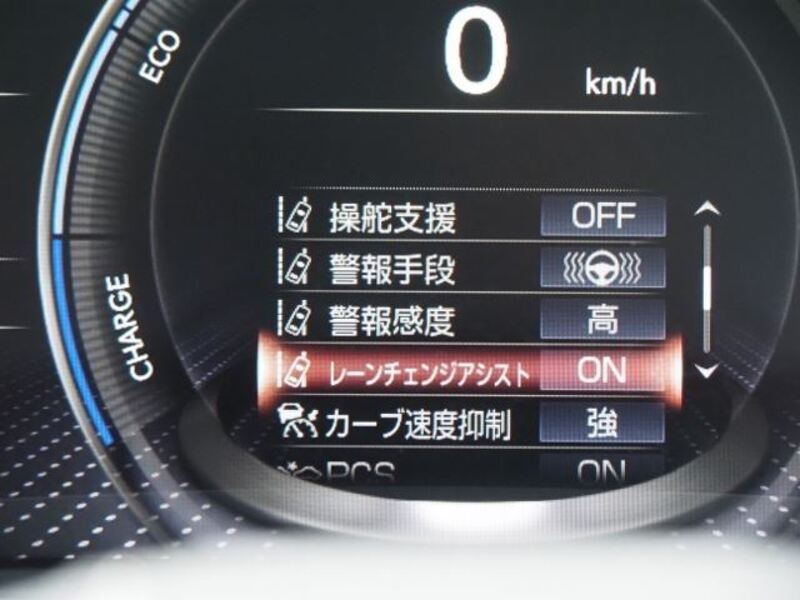 0
km/h
ECO
CHARGE
操舵支援 OFF
警報手段
警報感度 高
レーンチェンジアシスト ON
カーブ速度抑制 強
PCS ON